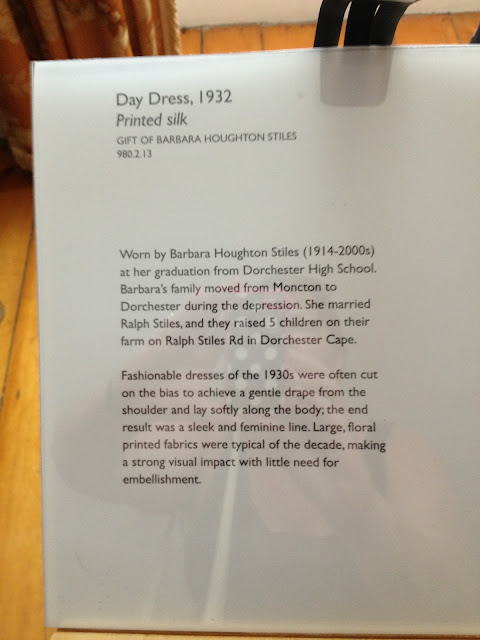 Day Dress, 1932
Printed silk
GIFT OF BARBARA HOUGHTON STILES
980.2.13
Worn by Barbara Houghton Stiles (1914-2000s)
at her graduation from Dorchester High School.
Barbara's family moved from Moncton to
Dorchester during the depression. She married
Ralph Stiles, and they raised 5 children on their
farm on Ralph Stiles Rd in Dorchester Cape.
Fashionable dresses of the 1930s were often cut
on the bias to achieve a gentle drape from the
shoulder and lay softly along the body; the end
result was a sleek and feminine line. Large, floral
printed fabrics were typical of the decade, making
a strong visual impact with little need for
embellishment.